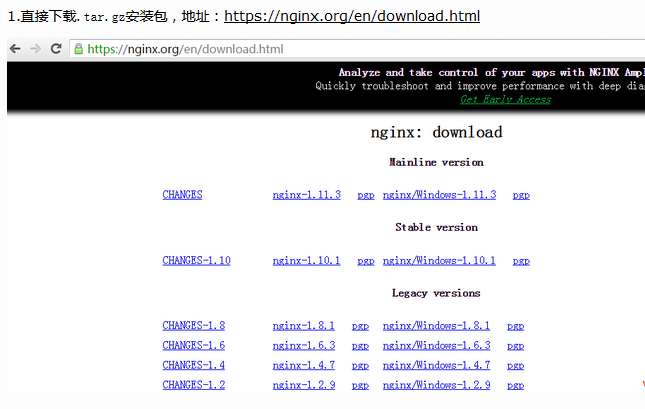 1.直接下载.tar.gz安装包，地址：https://nginx.org/en/download.html
https://nginx.org/en/download.html
Analyze and take control of your apps with NGINX Ampl
Quickly troubleshoot and improve performance with deep dia
Get Early Access
nginx: download
Mainline version
CHANGES nginx-1.11.3 pgp nginx/Windows-1.11.3 pgp
Stable version
CHANGES-1.10 nginx-1.10.1 pgp nginx/Windows-1.10.1 pgp
Legacy versions
CHANGES-1.8 nginx-1.8.1 pgp nginx/Windows-1.8.1 pgp
CHANGES-1.6 nginx-1.6.3 pgp nginx/Windows-1.6.3 pgp
CHANGES-1.4 nginx-1.4.7 pgp nginx/Windows-1.4.7 pgp
CHANGES-1.2 nginx-1.2.9 pgp nginx/Windows-1.2.9 pgp